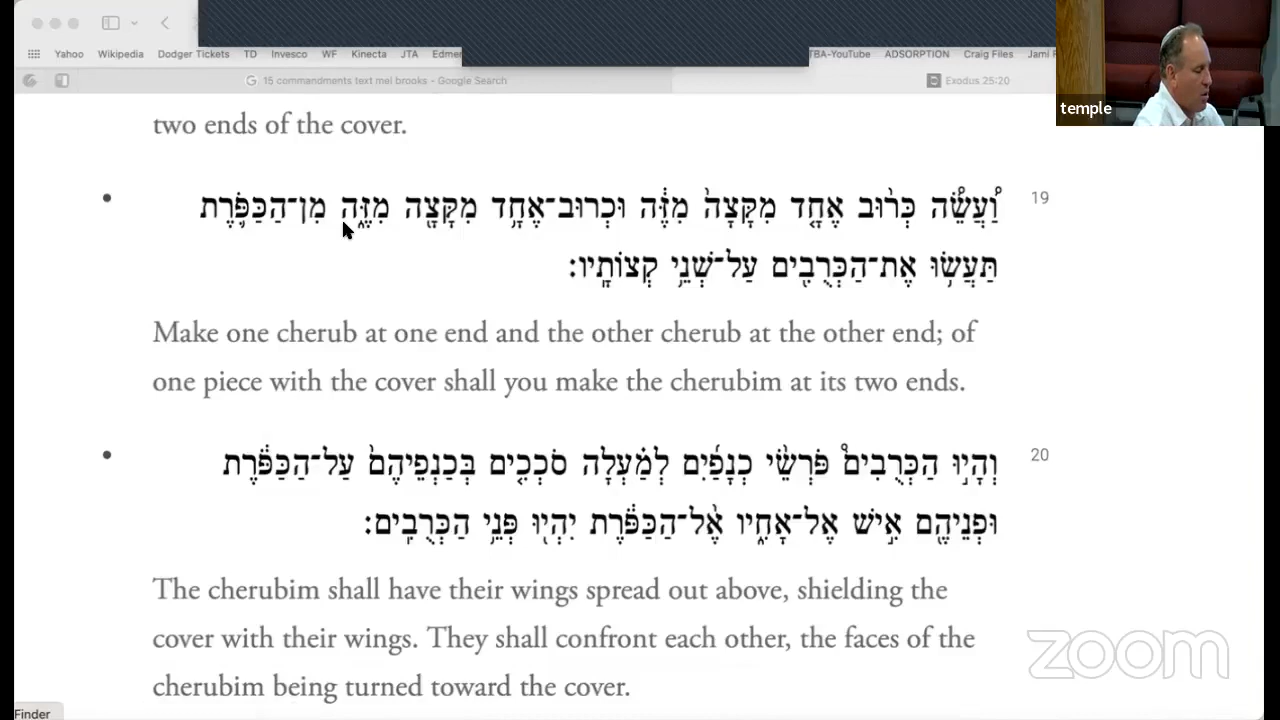 Yahoo Wikipedia Dodger Tickets TD Invesco WF Kinecta JTA Edmer TBA-YouTube ADSORPTION Craig Files Jami F
15 commandments text mel brooks - Google Search Exodus 25:20
temple
two ends of the cover.
19
וַ֠עֲשֵׂ֠ה כְּר֨וּב אֶחָ֤ד מִקָּצָה֙ מִזֶּ֔ה וּכְרוּב־אֶחָ֥ד מִקָּצָ֖ה מִזֶּ֑ה מִן־הַכַּפֹּ֛רֶת
תַּעֲשׂ֥וּ אֶת־הַכְּרֻבִ֖ים עַל־שְׁנֵ֥י קְצוֹתָֽיו׃
Make one cherub at one end and the other cherub at the other end; of
one piece with the cover shall you make the cherubim at its two ends.
20
וְהָי֣וּ הַכְּרֻבִים֩ פֹּרְשֵׂ֨י כְנָפַ֜יִם לְמַ֗עְלָה סֹכְכִ֤ים בְּכַנְפֵיהֶם֙ עַל־הַכַּפֹּ֔רֶת
וּפְנֵיהֶ֖ם אִ֣ישׁ אֶל־אָחִ֑יו אֶ֨ל־הַכַּפֹּ֔רֶת יִהְי֖וּ פְּנֵ֥י הַכְּרֻבִֽים׃
The cherubim shall have their wings spread out above, shielding the
cover with their wings. They shall confront each other, the faces of the
cherubim being turned toward the cover.
zoom
Finder